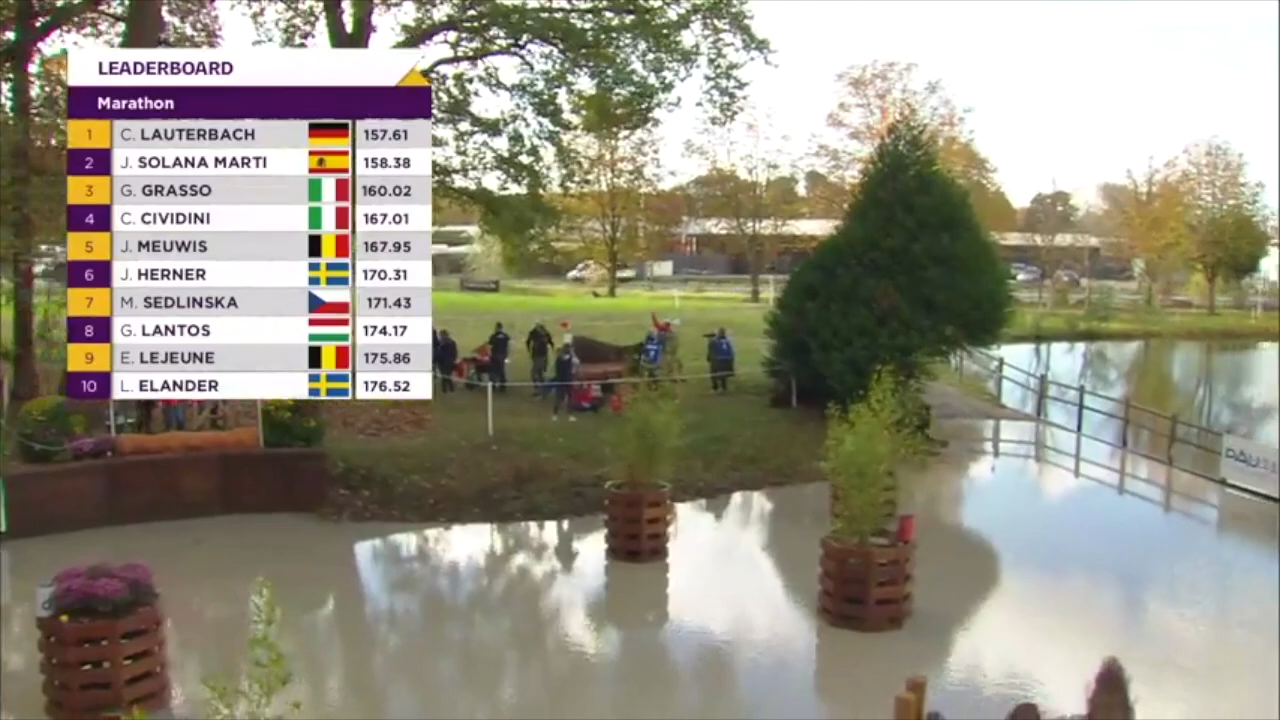 LEADERBOARD
Marathon
1 C. LAUTERBACH 157.61
2 J. SOLANA MARTI 158.38
3 G. GRASSO 160.02
4 C. CIVIDINI 167.01
5 J. MEUWIS 167.95
6 J. HERNER 170.31
7 M. SEDLINSKA 171.43
8 G. LANTOS 174.17
9 E. LEJEUNE 175.86
10 L. ELANDER 176.52